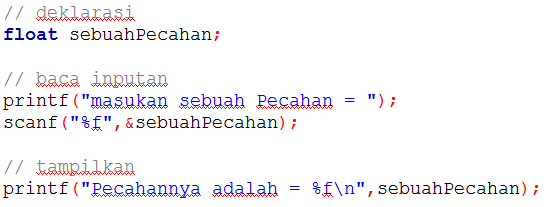 // deklarasi
float sebuahPecahan;
// baca inputan
printf("masukan sebuah Pecahan = ");
scanf("%f",&sebuahPecahan);
// tampilkan
printf("Pecahannya adalah = %f\n",sebuahPecahan);